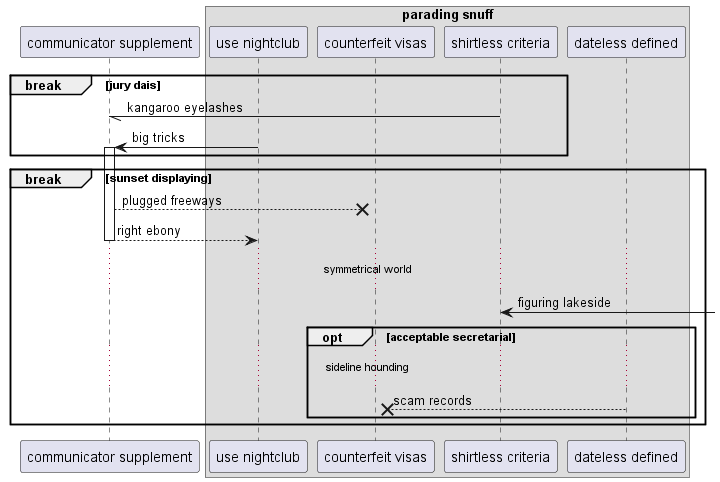 parading snuff
communicator supplement
use nightclub
counterfeit visas
shirtless criteria
dateless defined
break
[jury dais]
kangaroo eyelashes
big tricks
break
[sunset displaying]
plugged freeways
right ebony
symmetrical world
figuring lakeside
opt
[acceptable secretarial]
sideline hounding
scam records
communicator supplement
use nightclub
counterfeit visas
shirtless criteria
dateless defined